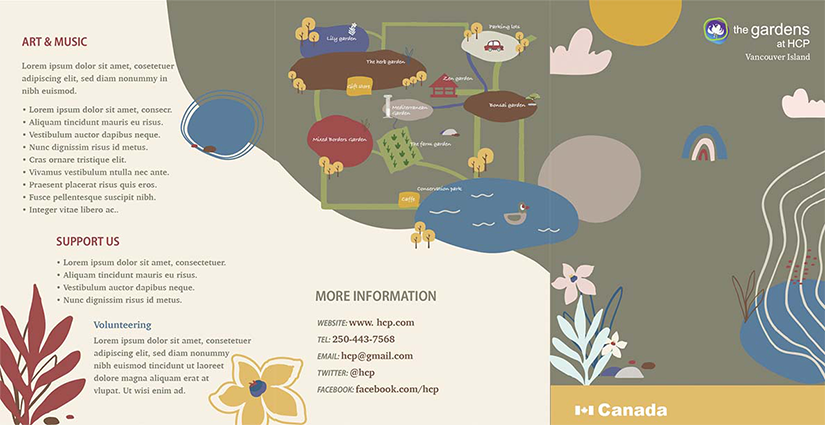 ART & MUSIC
Lorem ipsum dolor sit amet, cosetetuer
adipiscing elit, sed diam nonummy in
nibh euismod.
• Lorem ipsum dolor sit amet, consecr.
• Aliquam tincidunt mauris eu risus.
• Vestibulum auctor dapibus neque.
• Nunc dignissim risus id metus.
• Cras ornare tristique elit.
• Vivamus vestibulum ntulla nec ante.
• Praesent placerat risus quis eros.
• Fusce pellentesque suscipit nibh.
• Integer vitae libero ac..
SUPPORT US
• Lorem ipsum dolor sit amet, consectetuer.
• Aliquam tincidunt mauris eu risus.
• Vestibulum auctor dapibus neque.
• Nunc dignissim risus id metus.
Volunteering
Lorem ipsum dolor sit amet, consetetuer
adipiscing elit, sed diam nonummy
nibh euismod tincidunt ut laoreet
dolore magna aliquam erat at
vlupat. Ut wisi enim ad.
Lily garden
Parking lots
The herb garden
Zen garden
Gift shop
Mediterranean
Garden
Bonsai garden
Mixed Borders Garden
The farm garden
Conservation park
Caffe
MORE INFORMATION
WEBSITE: www. hcp.com
TEL: 250-443-7568
EMAIL: hcp@gmail.com
TWITTER: @hcp
FACEBOOK: facebook.com/hcp
the gardens
at HCP
Vancouver Island
Canada